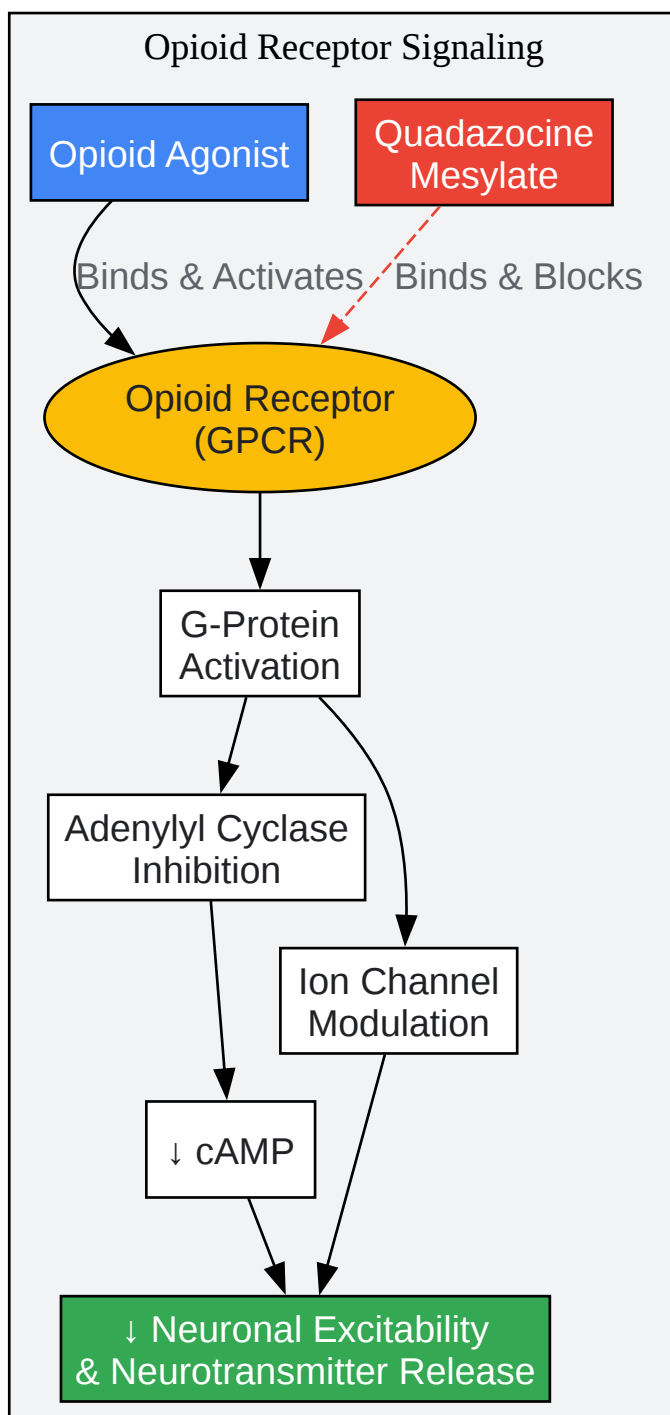 Opioid Receptor Signaling
Opioid Agonist
Quadazocine
Mesylate
Binds & Activates
Binds & Blocks
Opioid Receptor
(GPCR)
G-Protein
Activation
Adenylyl Cyclase
Inhibition
Ion Channel
Modulation
↓ cAMP
↓ Neuronal Excitability
& Neurotransmitter Release